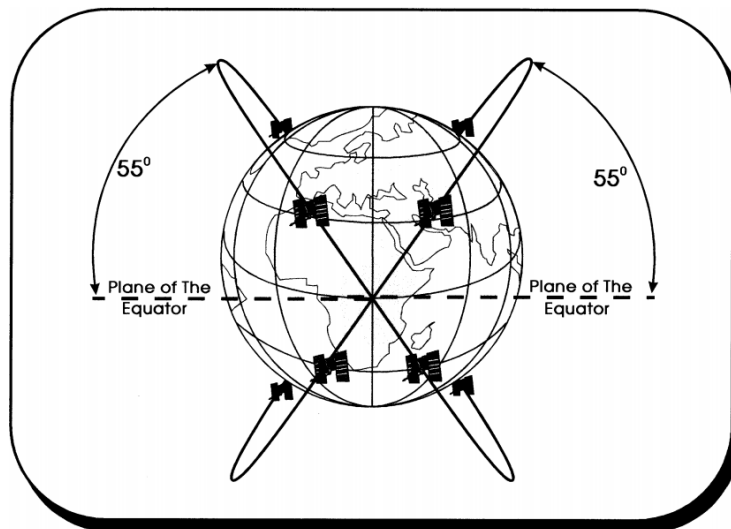 55⁰
55⁰
Plane of The
Equator
Plane of The
Equator